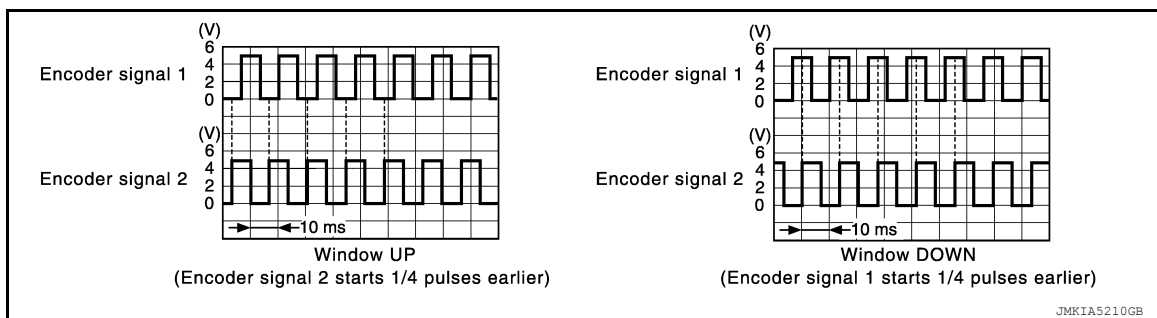 (V)
6
Encoder signal 1
4
2
0
(V)
6
Encoder signal 2
4
2
0
10 ms
Window UP
(Encoder signal 2 starts 1/4 pulses earlier)
(V)
6
Encoder signal 1
4
2
0
(V)
6
Encoder signal 2
4
2
0
10 ms
Window DOWN
(Encoder signal 1 starts 1/4 pulses earlier)
JMKIA5210GB